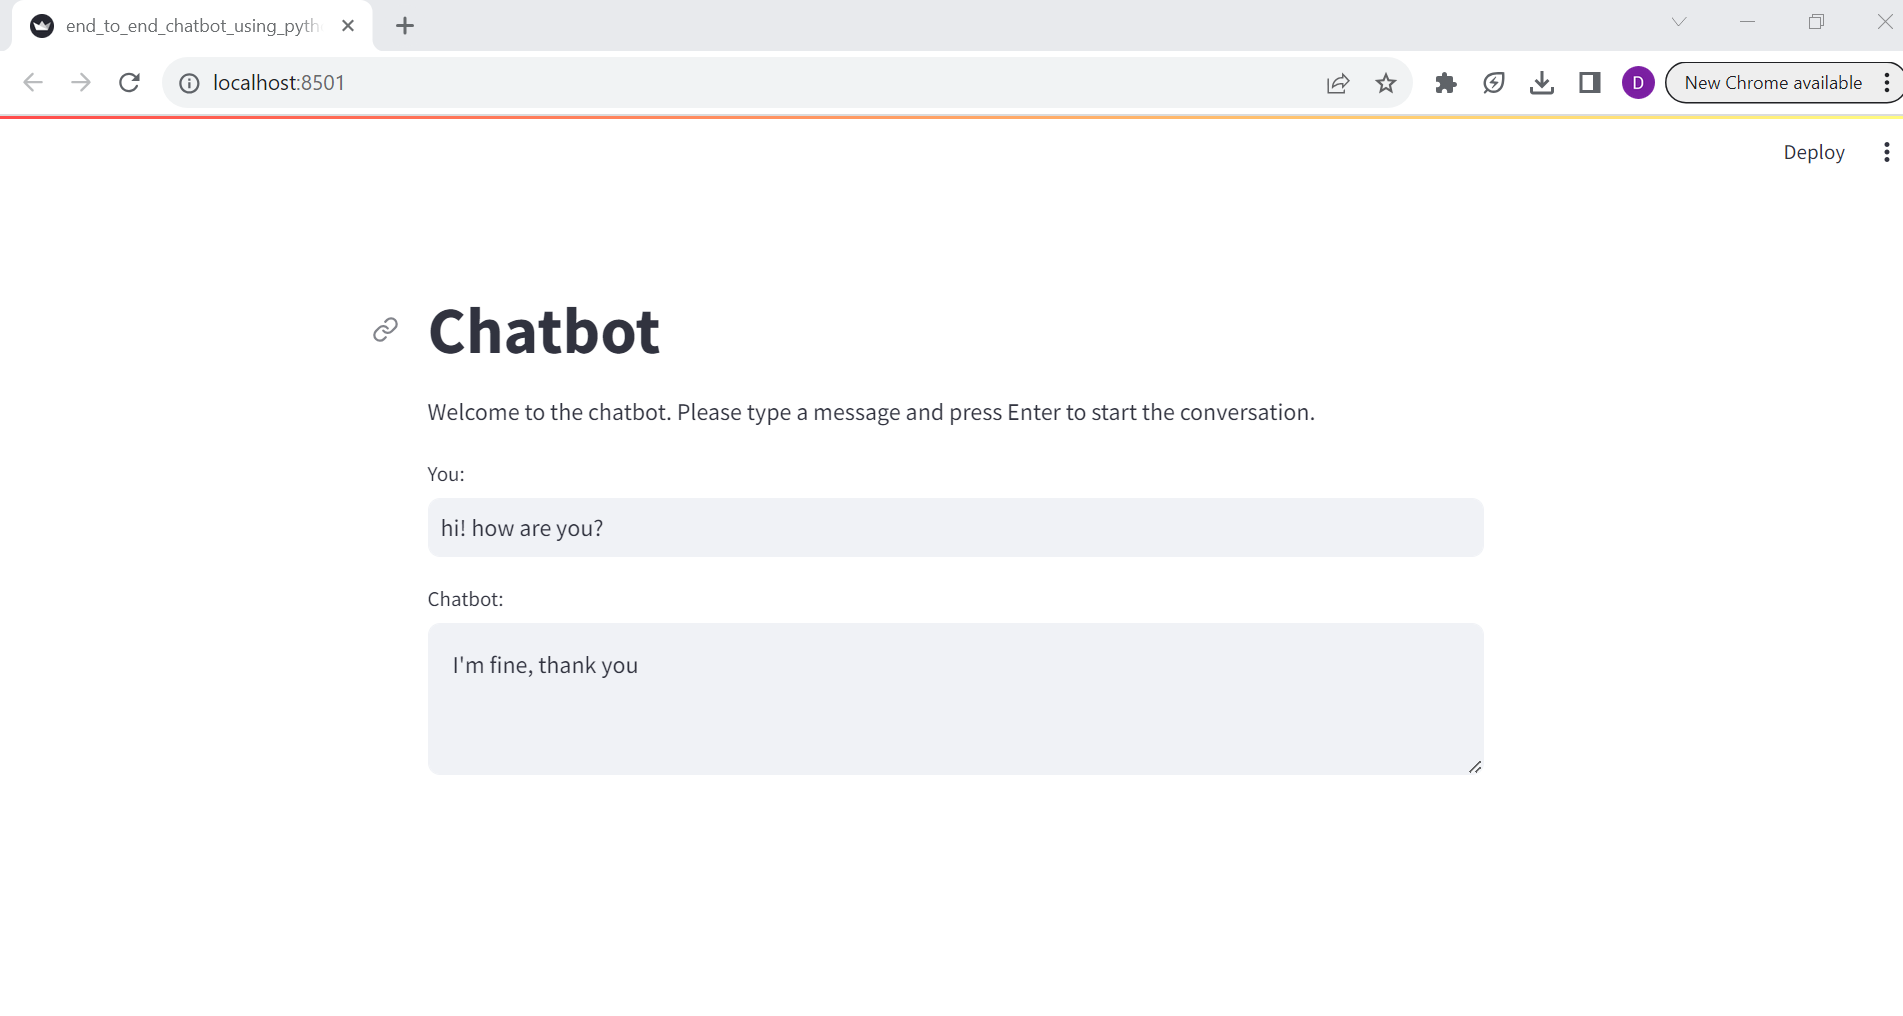 end_to_end_chatbot_using_pyth
localhost:8501
D
New Chrome available
Deploy
Chatbot
Welcome to the chatbot. Please type a message and press Enter to start the conversation.
You:
hi! how are you?
Chatbot:
I'm fine, thank you